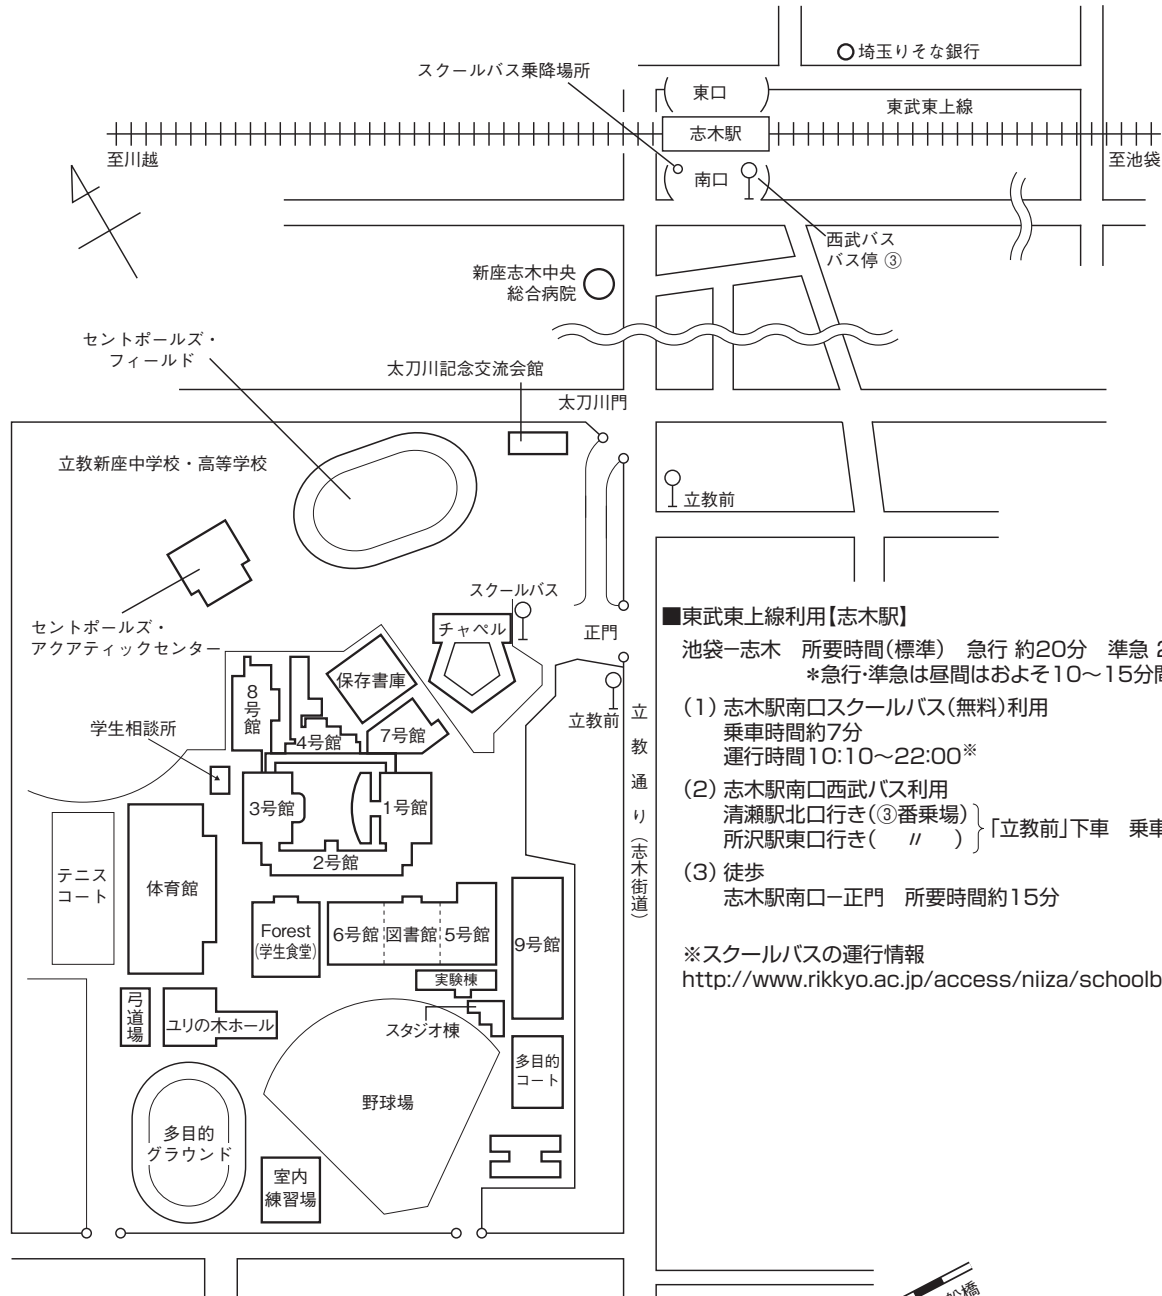 埼玉りそな銀行
スクールバス乗降場所
東口
東武東上線
志木駅
至川越
至池袋
南口
西武バス
バス停 ③
新座志木中央
総合病院
セントポールズ・
フィールド
太刀川記念交流会館
太刀川門
立教新座中学校・高等学校
立教前
スクールバス
チャペル
正門
セントポールズ・
アクアティックセンター
保存書庫
8号館
立教前
学生相談所
4号館
7号館
立教通り(志木街道)
3号館
1号館
2号館
テニス
コート
体育館
Forest
(学生食堂)
6号館
図書館
5号館
9号館
実験棟
弓道場
ユリの木ホール
スタジオ棟
多目的
コート
野球場
多目的
グラウンド
室内
練習場
■東武東上線利用【志木駅】
池袋−志木 所要時間(標準) 急行 約20分 準急 2
*急行・準急は昼間はおよそ10〜15分間
(1) 志木駅南口スクールバス(無料)利用
乗車時間約7分
運行時間10:10〜22:00※
(2) 志木駅南口西武バス利用
清瀬駅北口行き(③番乗場)
所沢駅東口行き( 〃 )
「立教前」下車 乗車
(3) 徒歩
志木駅南口−正門 所要時間約15分
※スクールバスの運行情報
http://www.rikkyo.ac.jp/access/niiza/schoolb